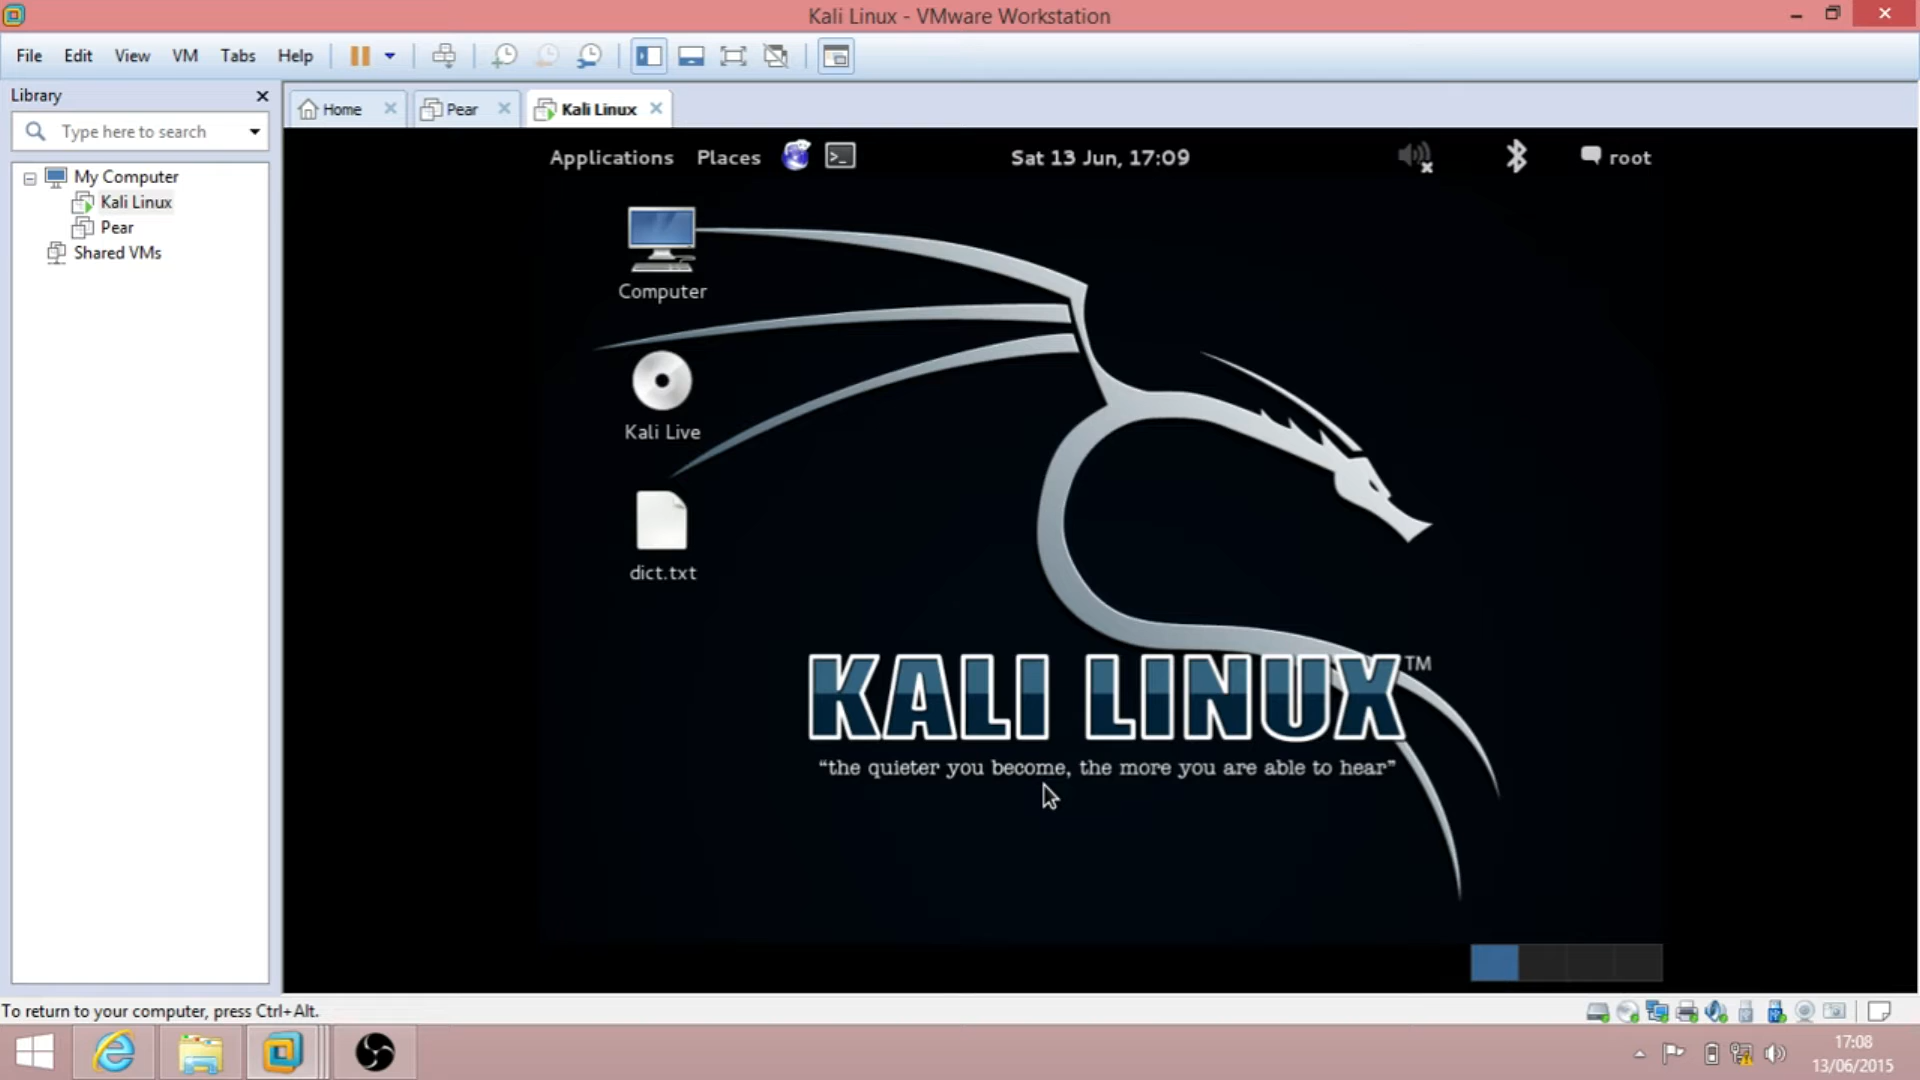 Kali Linux - VMware Workstation
File Edit View VM Tabs Help
Library
Type here to search
My Computer
Kali Linux
Pear
Shared VMs
Home
Pear
Kali Linux
Applications Places >_ Sat 13 Jun, 17:09 root
Computer
Kali Live
dict.txt
KALI LINUX™
“the quieter you become, the more you are able to hear”
To return to your computer, press Ctrl+Alt.
17:08
13/06/2015